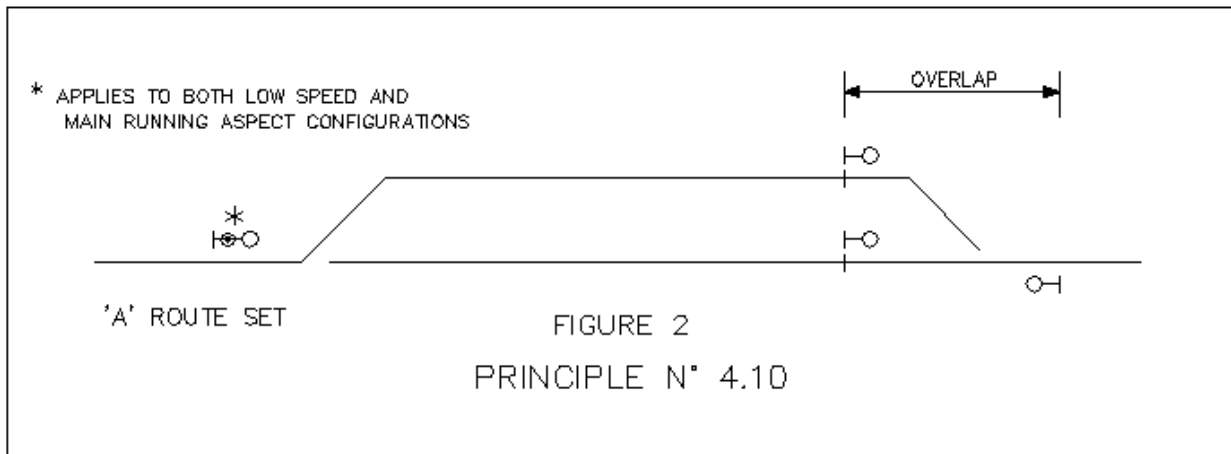 * APPLIES TO BOTH LOW SPEED AND
MAIN RUNNING ASPECT CONFIGURATIONS
OVERLAP
*
'A' ROUTE SET
FIGURE 2
PRINCIPLE N° 4.10